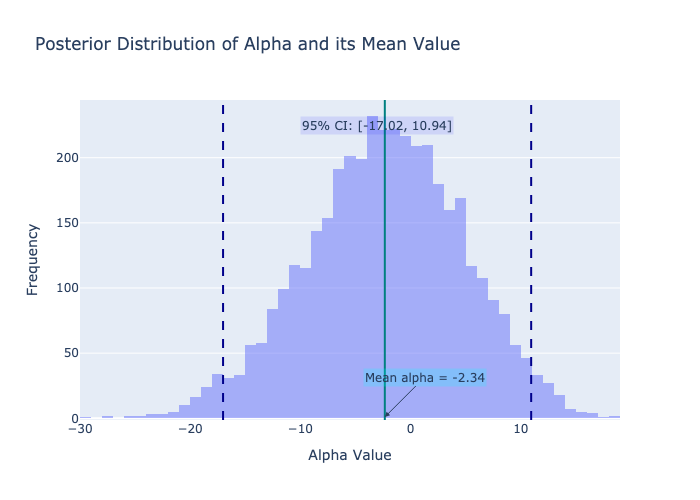 Posterior Distribution of Alpha and its Mean Value
95% CI: [-17.02, 10.94]
200
150
100
50
0
Frequency
Mean alpha = -2.34
−30
−20
−10
0
10
Alpha Value